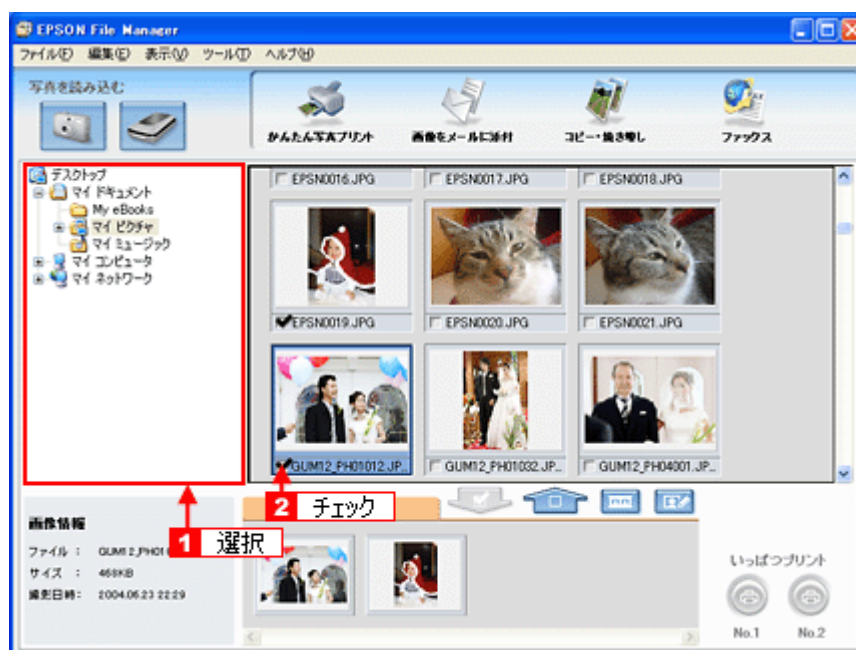 EPSON File Manager
ファイル(F) 編集(E) 表示(V) ツール(T) ヘルプ(H)
写真を読み込む
かんたん写真プリント 画像をメールに添付 コピー・焼き増し ファックス
デスクトップ
マイ ドキュメント
My eBooks
マイ ピクチャ
マイ ミュージック
マイ コンピュータ
マイ ネットワーク
EPSN0016.JPG EPSN0017.JPG EPSN0018.JPG
EPSN0019.JPG EPSN0020.JPG EPSN0021.JPG
GUM12_PH01012.JP... GUM12_PH01032.JP... GUM12_PH04001.JP...
2 チェック
1 選択
画像情報
ファイル : GUM12_PH01
サイズ : 468KB
撮影日時: 2004.06.23 22:29
いっぱつプリント
No.1 No.2